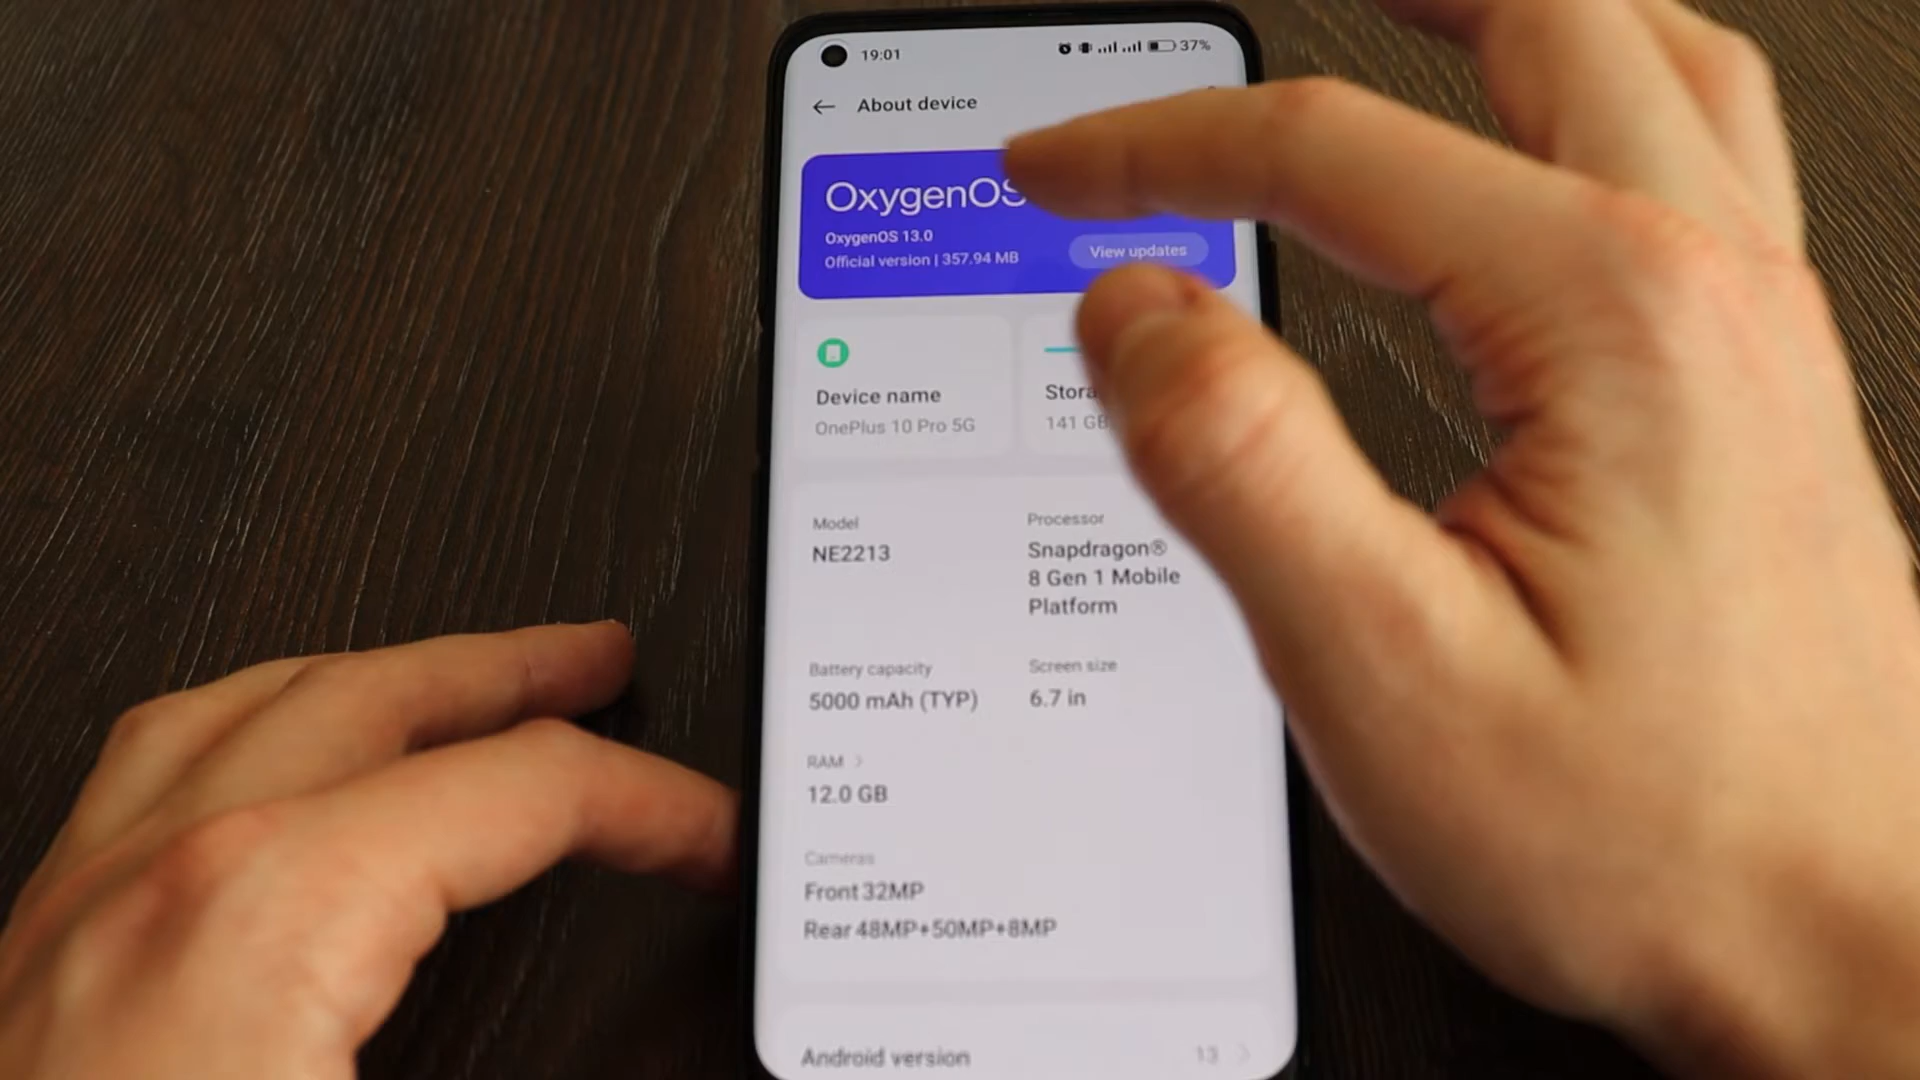 19:01
37%
About device
OxygenOS
OxygenOS 13.0
Official version | 357.94 MB
View updates
Device name
OnePlus 10 Pro 5G
141 GB
Model
NE2213
Processor
Snapdragon®
8 Gen 1 Mobile
Platform
Battery capacity
5000 mAh (TYP)
Screen size
6.7 in
RAM >
12.0 GB
Cameras
Front 32MP
Rear 48MP+50MP+8MP
Android version
13 >